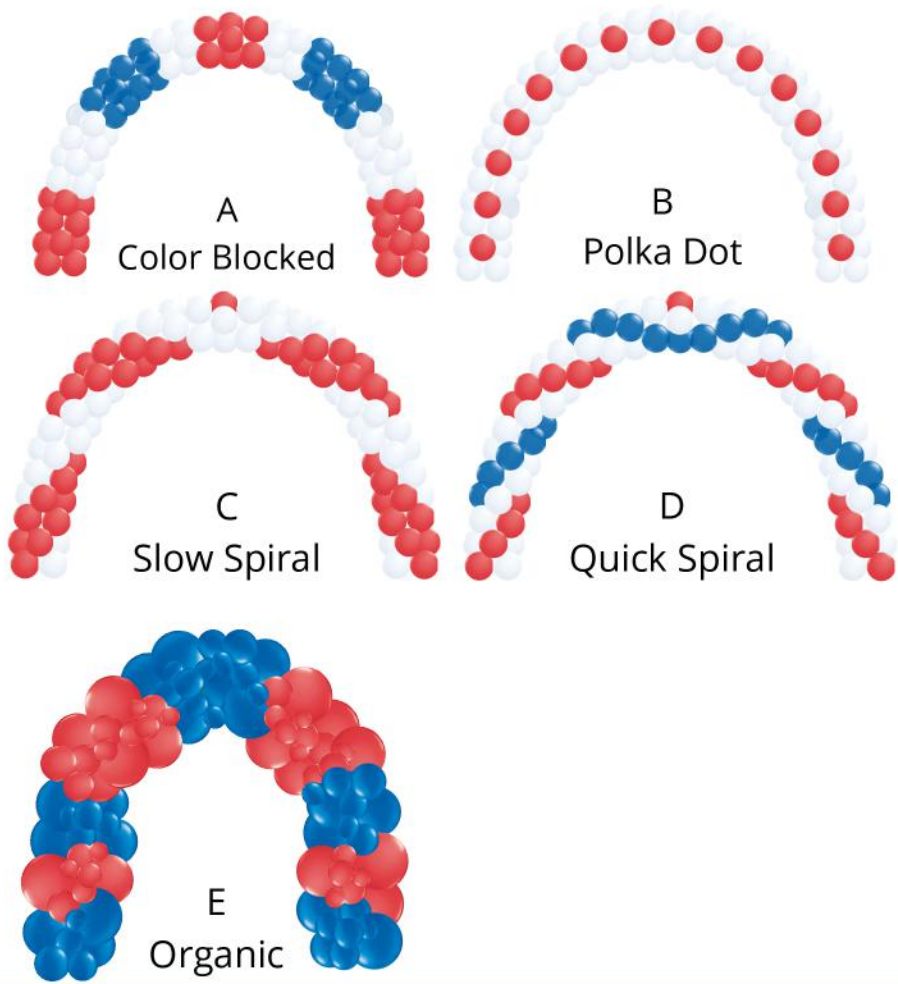 A
Color Blocked
B
Polka Dot
C
Slow Spiral
D
Quick Spiral
E
Organic